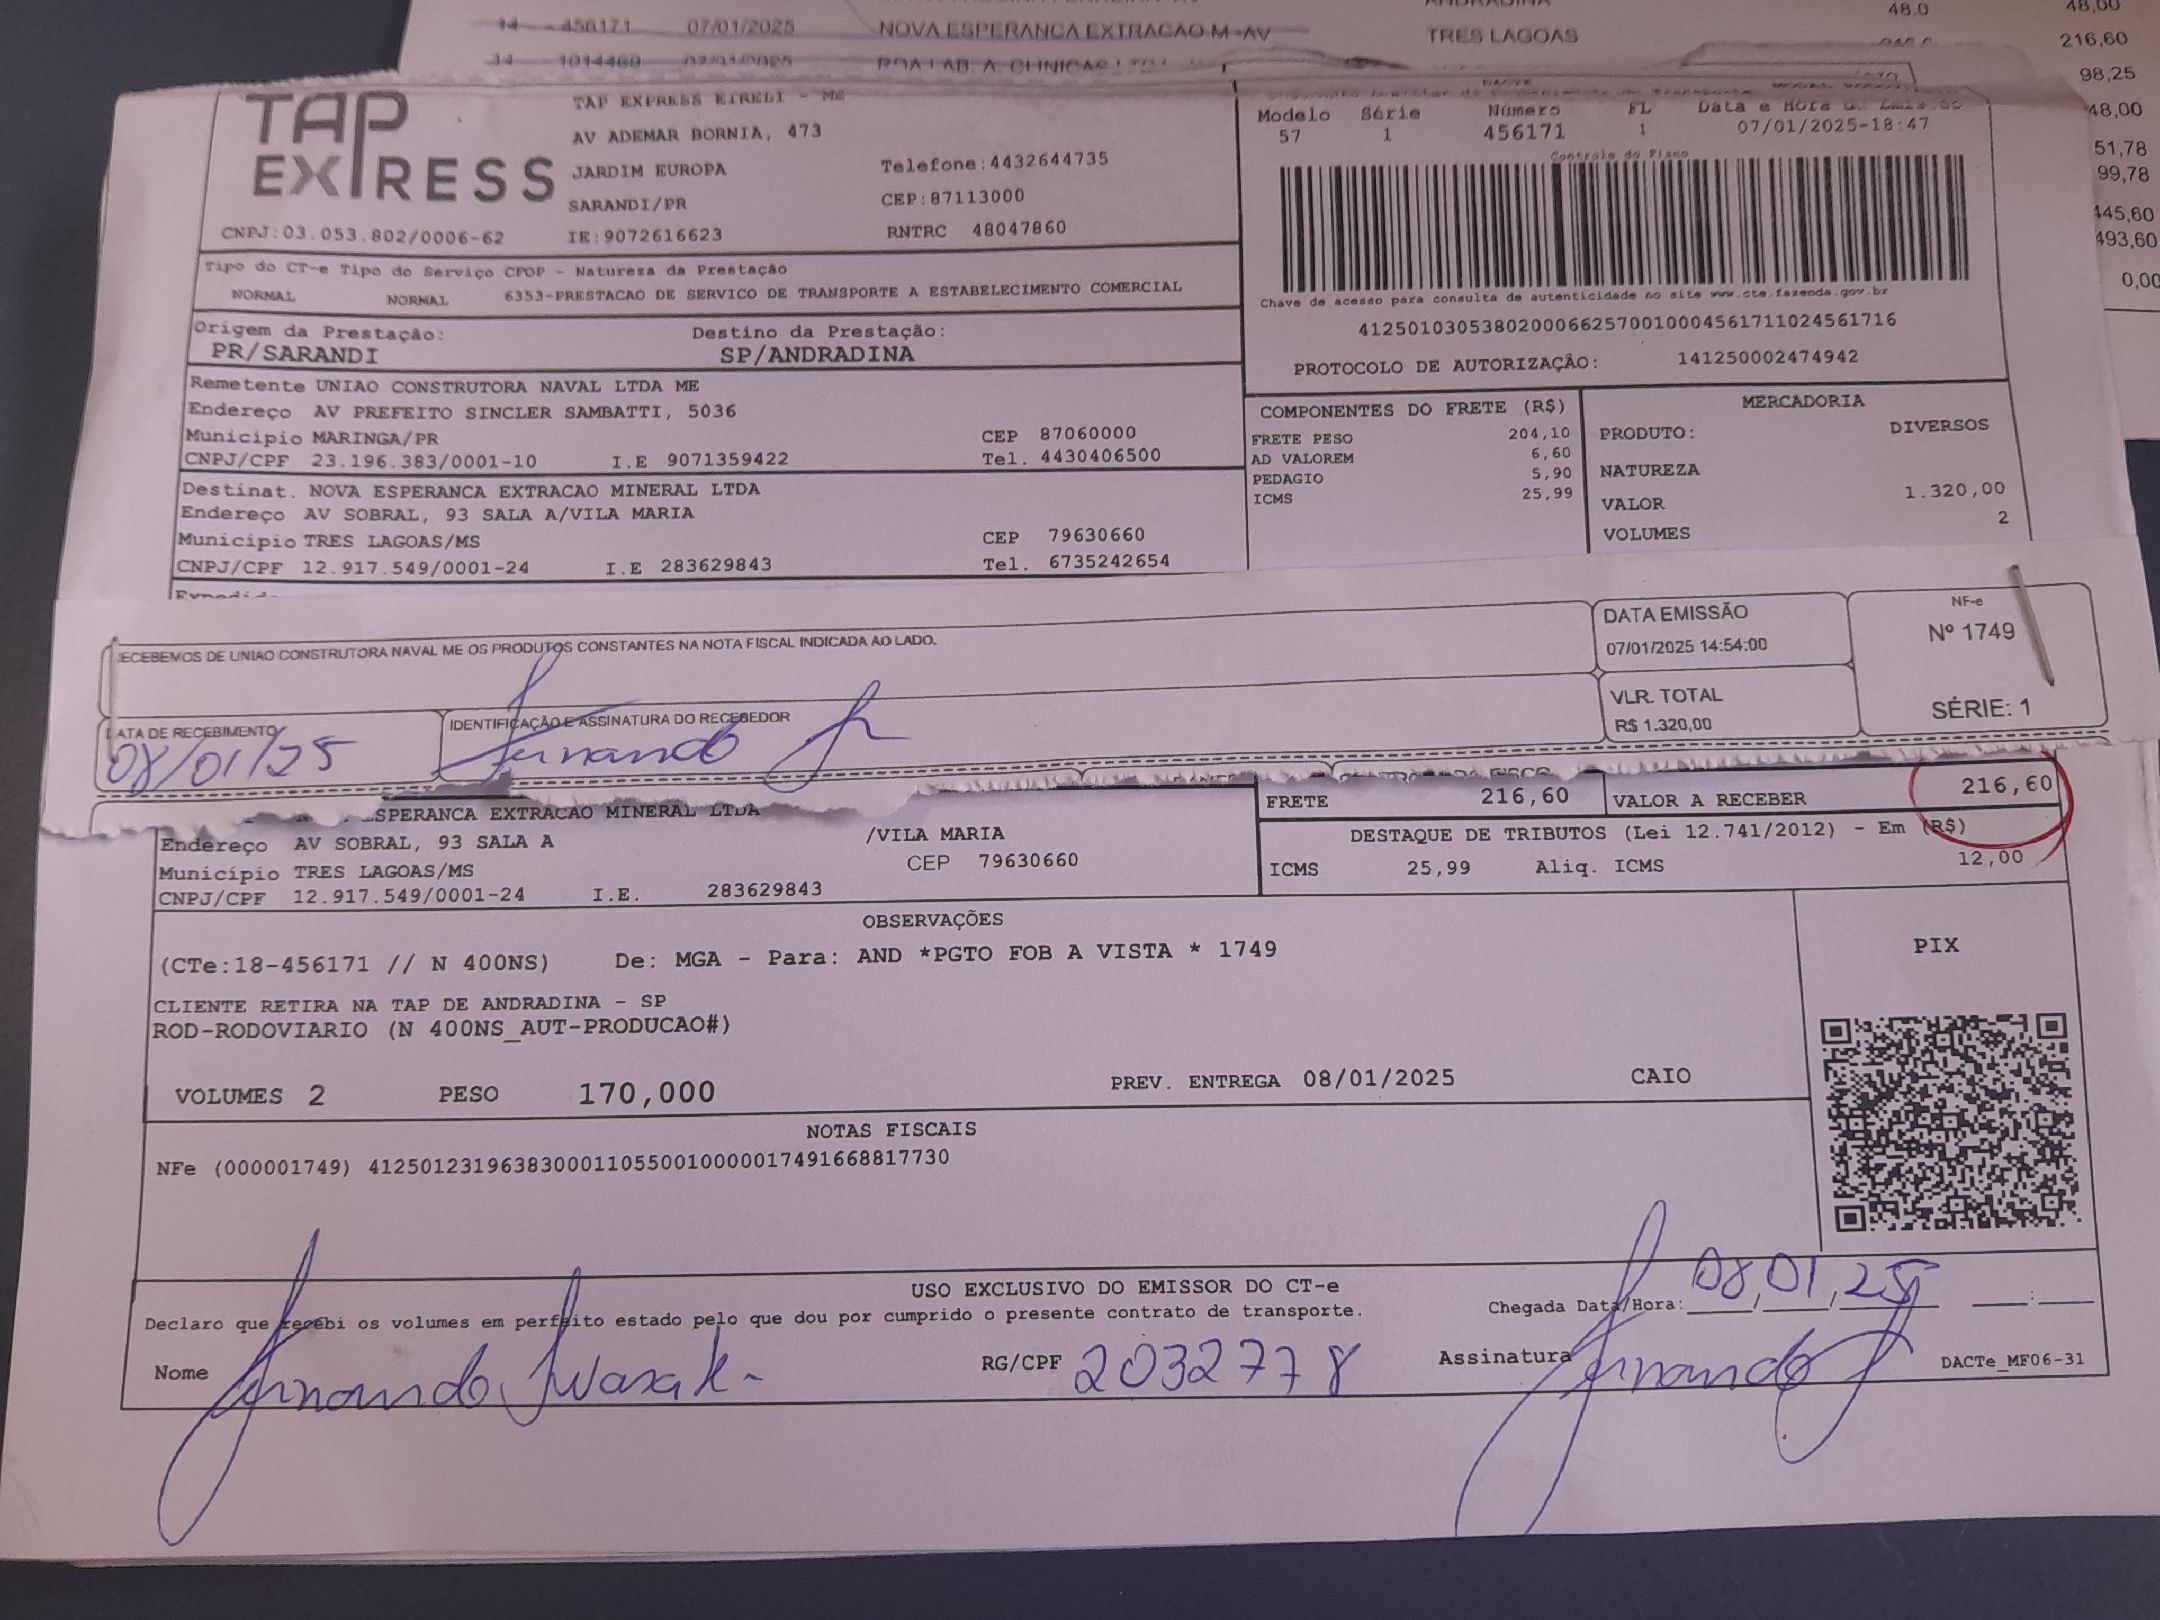 48,0 48,00
14 456171 07/01/2025 NOVA ESPERANCA EXTRACAO M -AV TRES LAGOAS 216,60
98,25
48,00
51,78
99,78
445,60
493,60
0,00
TAP EXPRESS
TAP EXPRESS EIRELI - ME
AV ADEMAR BORNIA, 473
JARDIM EUROPA Telefone:4432644735
SARANDI/PR CEP:87113000
CNPJ:03.053.802/0006-62 IE:9072616623 RNTRC 48047860
Modelo Série Número FL Data e Hora de Emissão
57 1 456171 1 07/01/2025-18:47
Controle do Fisco
Chave de acesso para consulta de autenticidade no site www.cte.fazenda.gov.br
41250103053802000662570010004561711024561716
PROTOCOLO DE AUTORIZAÇÃO: 141250002474942
Tipo do CT-e Tipo do Serviço CFOP - Natureza da Prestação
NORMAL NORMAL 6353-PRESTACAO DE SERVICO DE TRANSPORTE A ESTABELECIMENTO COMERCIAL
Origem da Prestação: Destino da Prestação:
PR/SARANDI SP/ANDRADINA
Remetente UNIAO CONSTRUTORA NAVAL LTDA ME
Endereço AV PREFEITO SINCLER SAMBATTI, 5036
Município MARINGA/PR CEP 87060000
CNPJ/CPF 23.196.383/0001-10 I.E 9071359422 Tel. 4430406500
Destinat. NOVA ESPERANCA EXTRACAO MINERAL LTDA
Endereço AV SOBRAL, 93 SALA A/VILA MARIA
Município TRES LAGOAS/MS CEP 79630660
CNPJ/CPF 12.917.549/0001-24 I.E 283629843 Tel. 6735242654
COMPONENTES DO FRETE (R$)
FRETE PESO 204,10
AD VALOREM 6,60
PEDAGIO 5,90
ICMS 25,99
MERCADORIA
PRODUTO: DIVERSOS
NATUREZA
VALOR 1.320,00
VOLUMES 2
RECEBEMOS DE UNIAO CONSTRUTORA NAVAL ME OS PRODUTOS CONSTANTES NA NOTA FISCAL INDICADA AO LADO.
DATA EMISSÃO
07/01/2025 14:54:00
VLR. TOTAL
R$ 1.320,00
NF-e
Nº 1749
SÉRIE: 1
DATA DE RECEBIMENTO IDENTIFICAÇÃO E ASSINATURA DO RECEBEDOR
08/01/25 Fernando
ESPERANCA EXTRACAO MINERAL LTDA
Endereço AV SOBRAL, 93 SALA A /VILA MARIA
Município TRES LAGOAS/MS CEP 79630660
CNPJ/CPF 12.917.549/0001-24 I.E. 283629843
FRETE 216,60 VALOR A RECEBER 216,60
DESTAQUE DE TRIBUTOS (Lei 12.741/2012) - Em (R$)
ICMS 25,99 Aliq. ICMS 12,00
OBSERVAÇÕES
(CTe:18-456171 // N 400NS) De: MGA - Para: AND *PGTO FOB A VISTA * 1749
CLIENTE RETIRA NA TAP DE ANDRADINA - SP
ROD-RODOVIARIO (N 400NS_AUT-PRODUCAO#)
PIX
VOLUMES 2 PESO 170,000 PREV. ENTREGA 08/01/2025 CAIO
NOTAS FISCAIS
NFe (000001749) 41250123196383000110550010000017491668817730
USO EXCLUSIVO DO EMISSOR DO CT-e
Declaro que recebi os volumes em perfeito estado pelo que dou por cumprido o presente contrato de transporte.
Chegada Data/Hora: 08/01/25 :
Nome Fernando RG/CPF 2032778 Assinatura Fernando DACTe_MF06-31